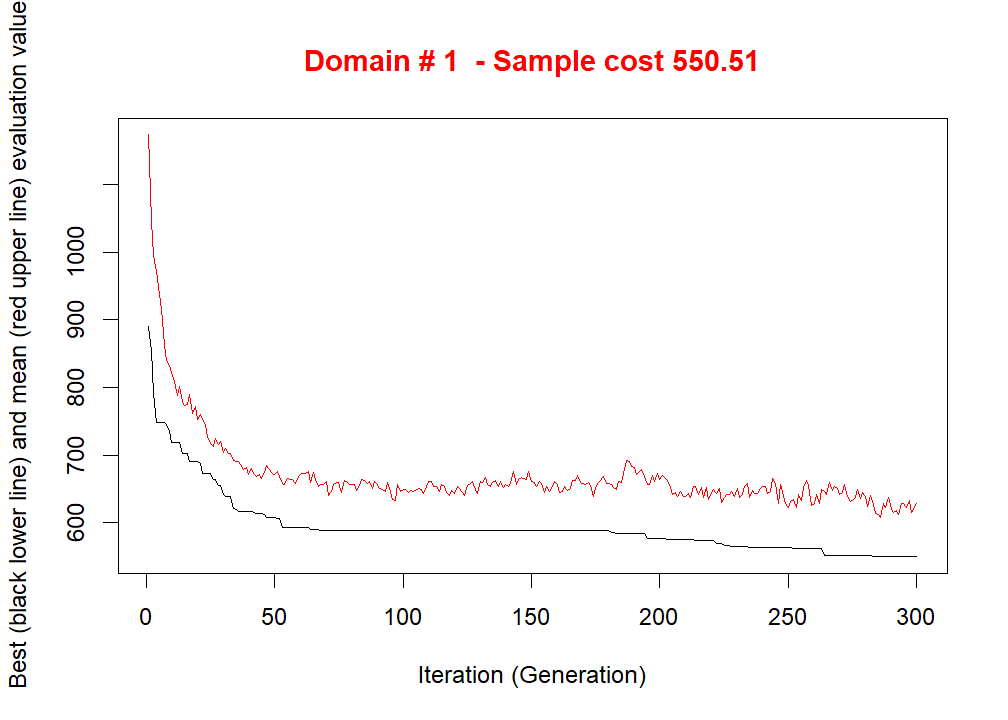 Domain # 1  - Sample cost 550.51
Best (black lower line) and mean (red upper line) evaluation value
1000
900
800
700
600
0 50 100 150 200 250 300
Iteration (Generation)